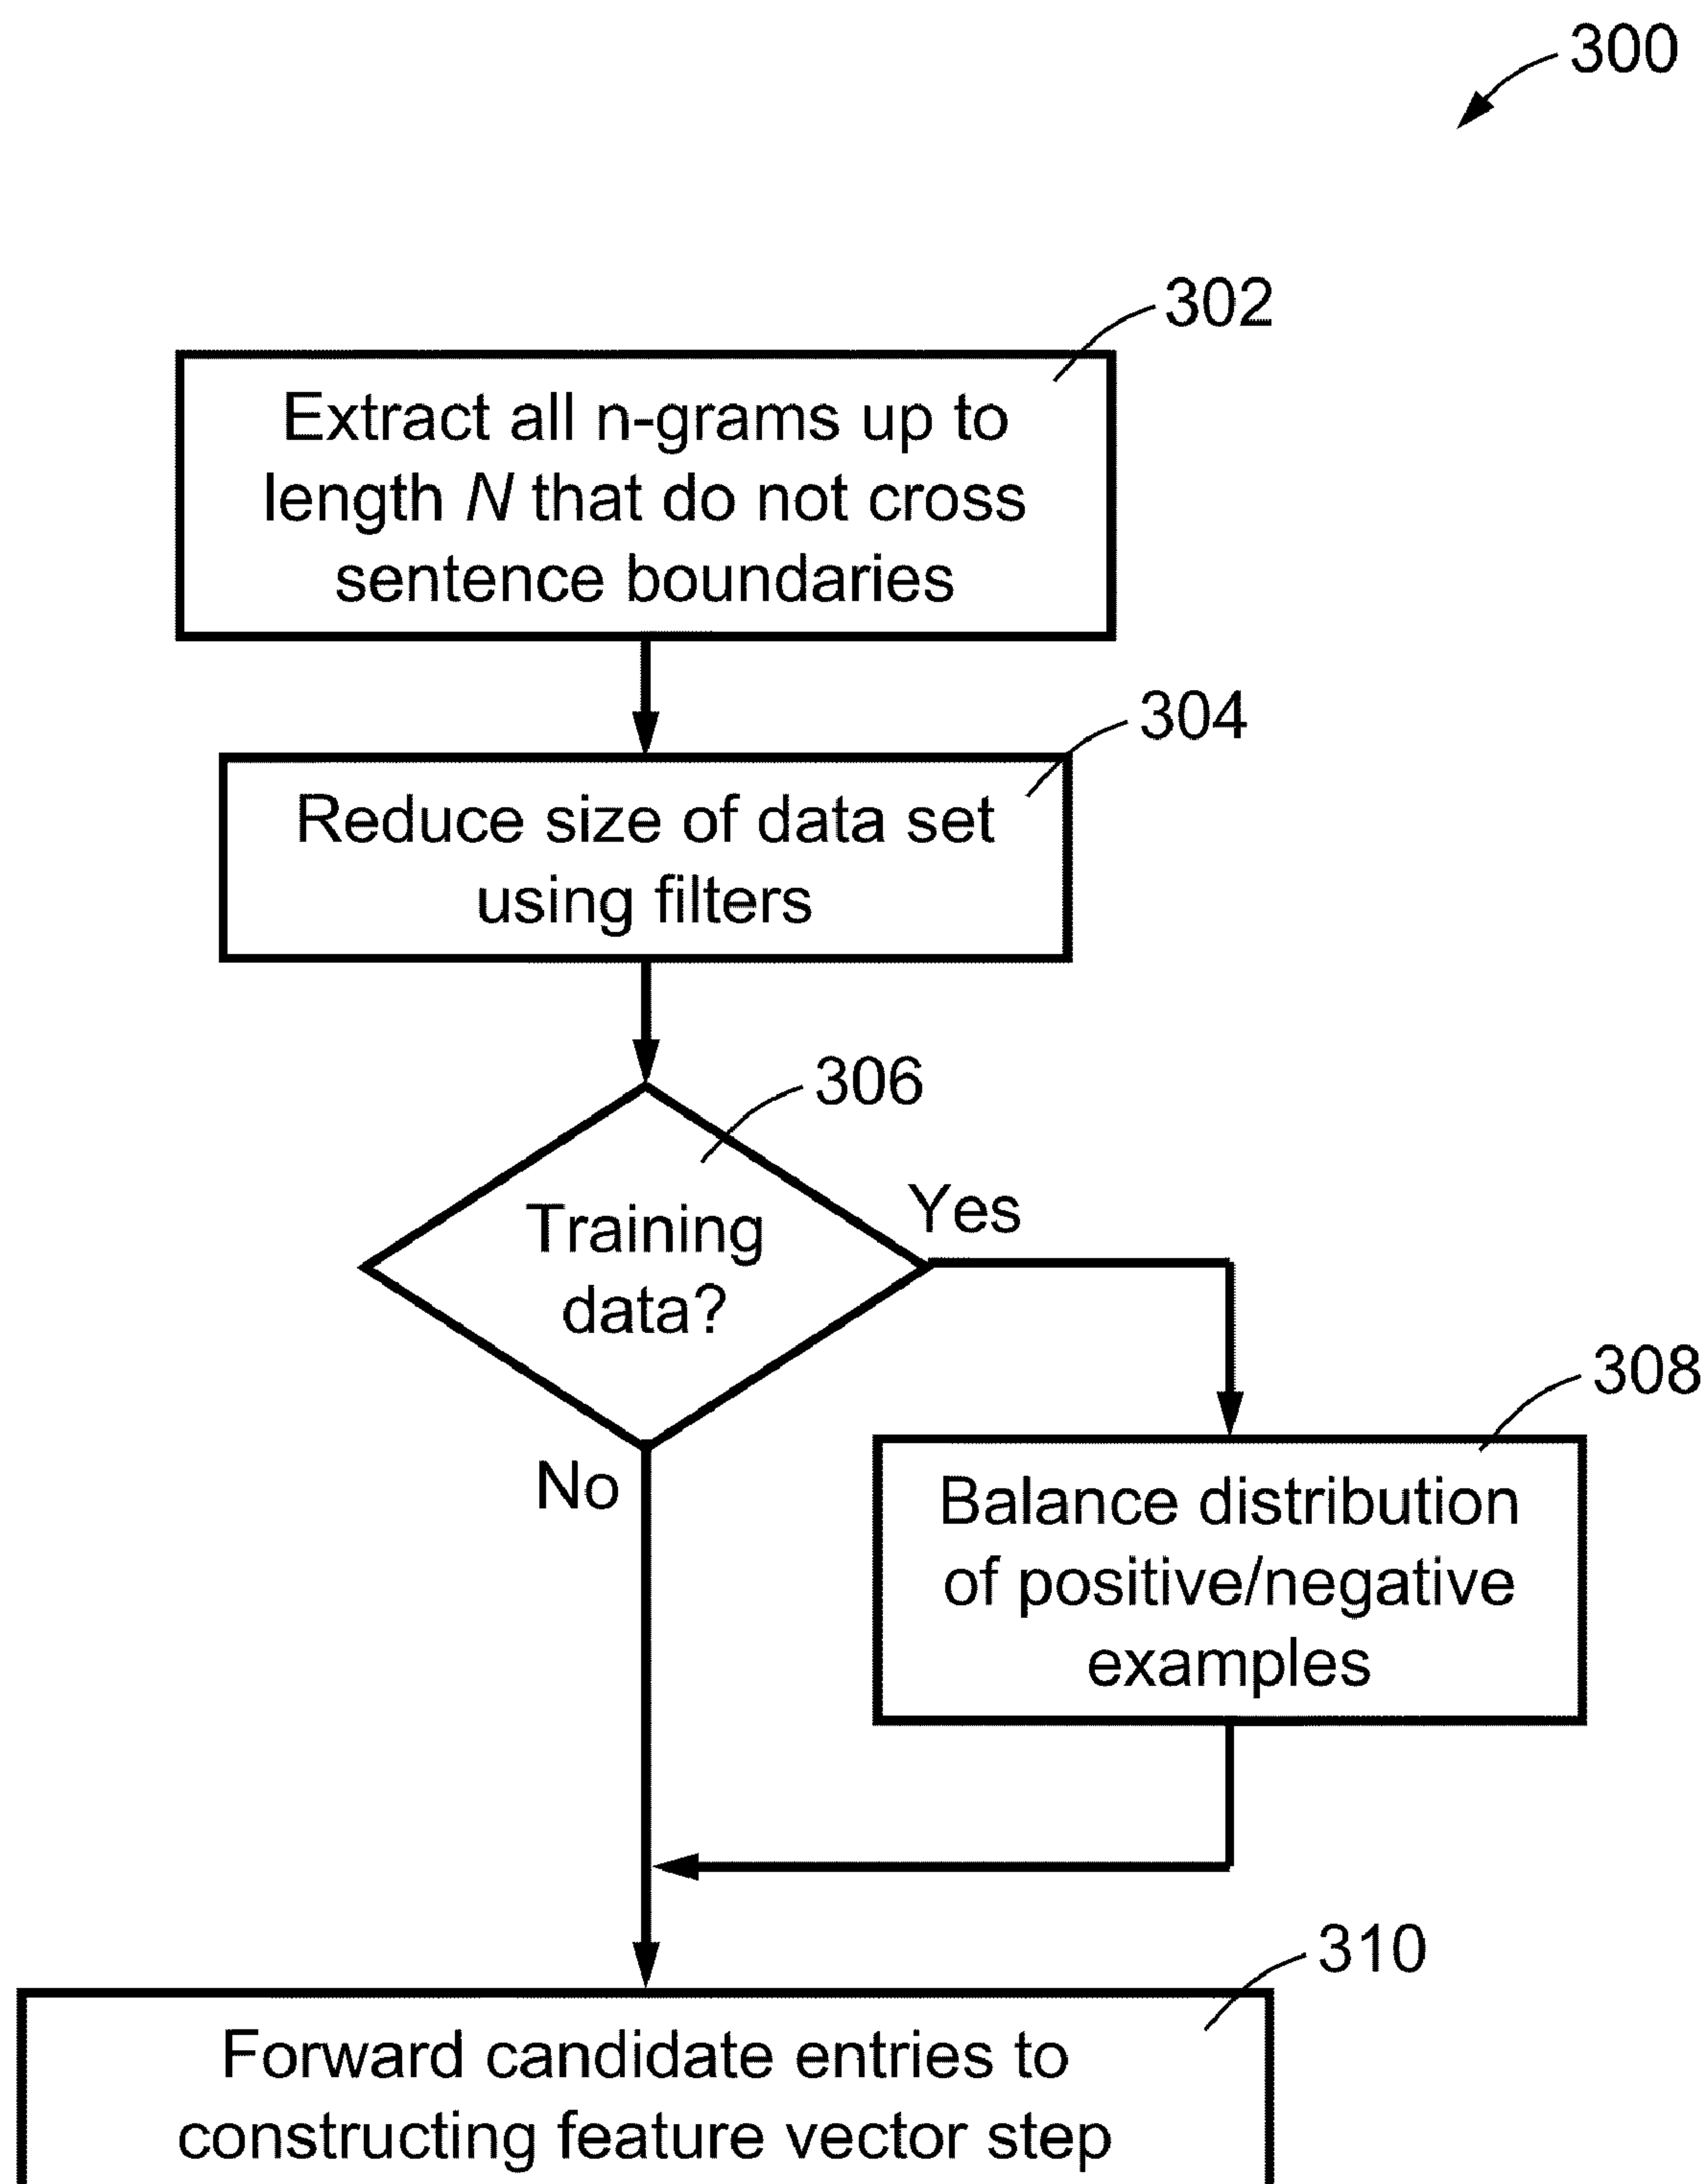 300
302
Extract all n-grams up to
length N that do not cross
sentence boundaries
304
Reduce size of data set
using filters
306
Training
data?
Yes
No
308
Balance distribution
of positive/negative
examples
310
Forward candidate entries to
constructing feature vector step